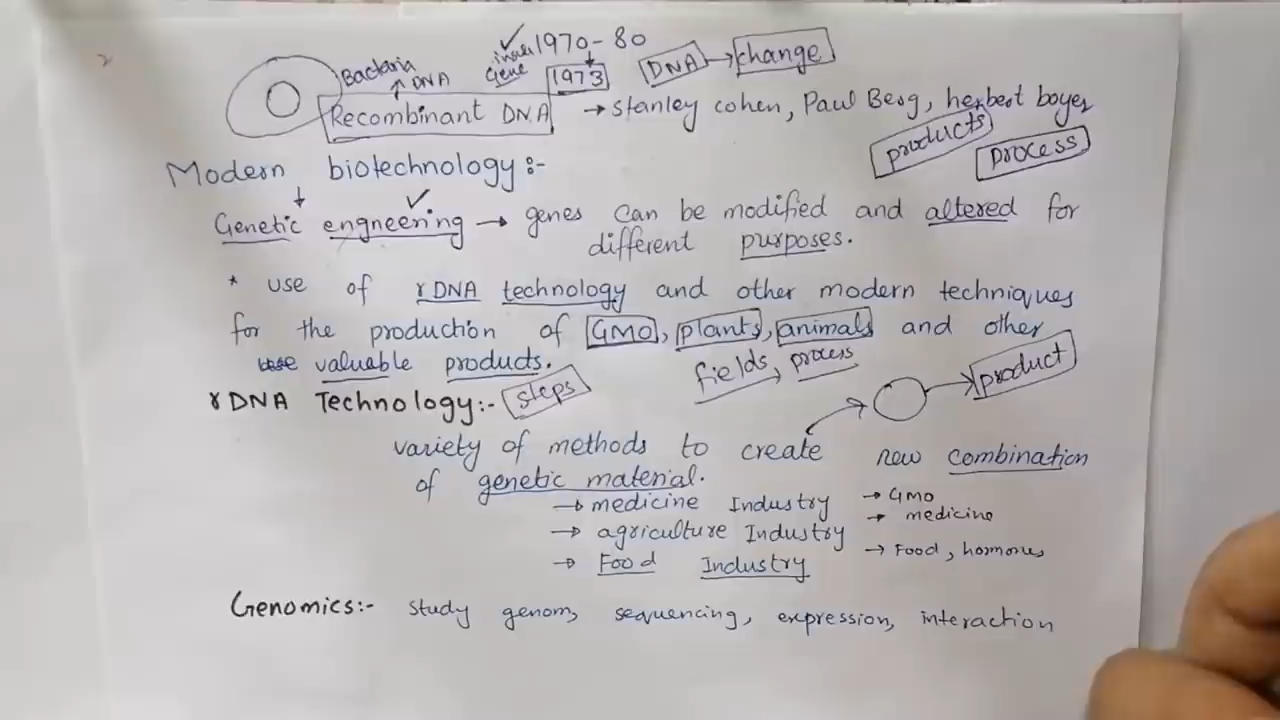 ✓ 1970-80
Bacteria DNA Gene 1973 DNA → change
Recombinant DNA → Stanley cohen, Paul Berg, herbert boyer
products process
Modern biotechnology:-
Genetic engneering → genes can be modified and altered for
different purposes.
* use of rDNA technology and other modern techniques
for the production of GMO, plants, animals and other
valuable products.
fields, process product
rDNA Technology:- steps
variety of methods to create new combination
of genetic material.
→ medicine Industry → GMO
→ medicine
→ agriculture Industry
→ Food, hormones
→ Food Industry
Genomics:- study genom, sequencing, expression, interaction